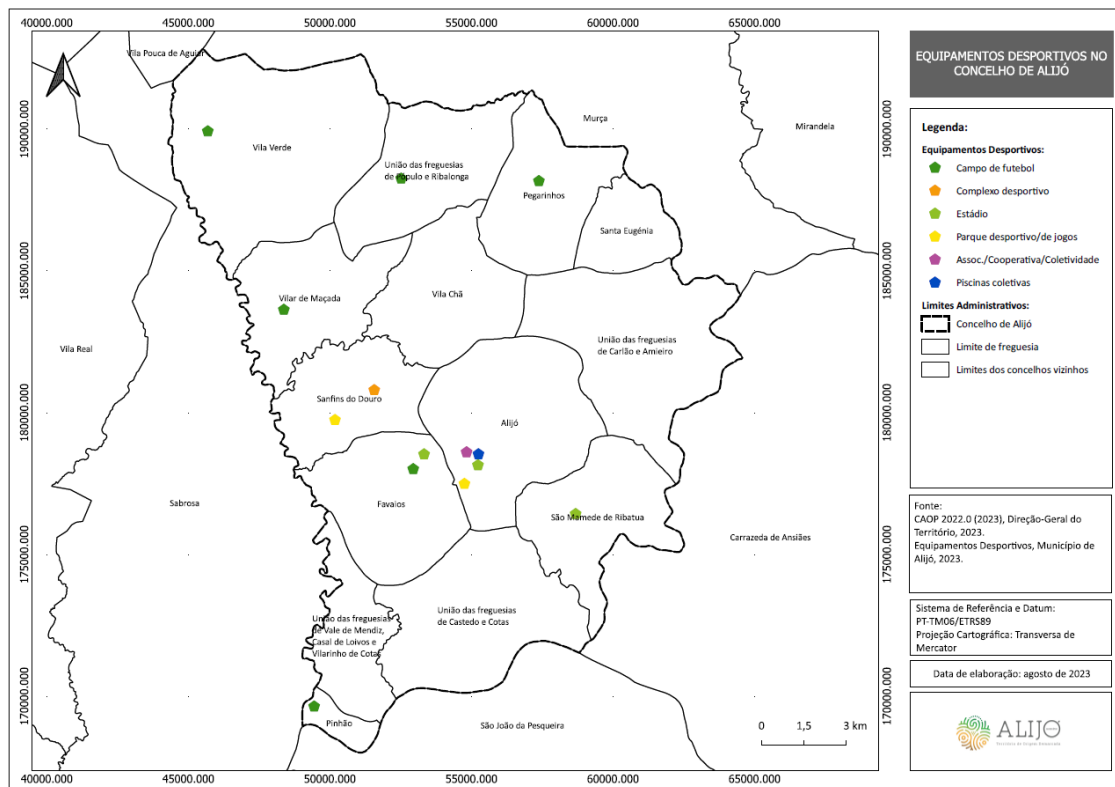 40000.000 45000.000 50000.000 55000.000 60000.000 65000.000
EQUIPAMENTOS DESPORTIVOS NO
CONCELHO DE ALIJÓ
Vila Pouca de Aguiar
Murça
Mirandela
Vila Verde
União das freguesias
de Pópulo e Ribalonga
Pegarinhos
Santa Eugénia
Vilar de Maçada
Vila Chã
União das freguesias
de Carlão e Amieiro
Vila Real
Sanfins do Douro
Alijó
Sabrosa
Favaios
São Mamede de Ribatua
Carrazeda de Ansiães
União das freguesias
de Castedo e Cotas
União das freguesias
de Vale de Mendiz,
Casal de Loivos e
Vilarinho de Cotas
Pinhão
São João da Pesqueira
0 1,5 3 km
190000.000
185000.000
180000.000
175000.000
170000.000
190000.000
185000.000
180000.000
175000.000
170000.000
40000.000 45000.000 50000.000 55000.000 60000.000 65000.000
Legenda:
Equipamentos Desportivos:
Campo de futebol
Complexo desportivo
Estádio
Parque desportivo/de jogos
Assoc./Cooperativa/Coletividade
Piscinas coletivas
Limites Administrativos:
Concelho de Alijó
Limite de freguesia
Limites dos concelhos vizinhos
Fonte:
CAOP 2022.0 (2023), Direção-Geral do
Território, 2023.
Equipamentos Desportivos, Município de
Alijó, 2023.
Sistema de Referência e Datum:
PT-TM06/ETRS89
Projeção Cartográfica: Transversa de
Mercator
Data de elaboração: agosto de 2023
ALIJÓ